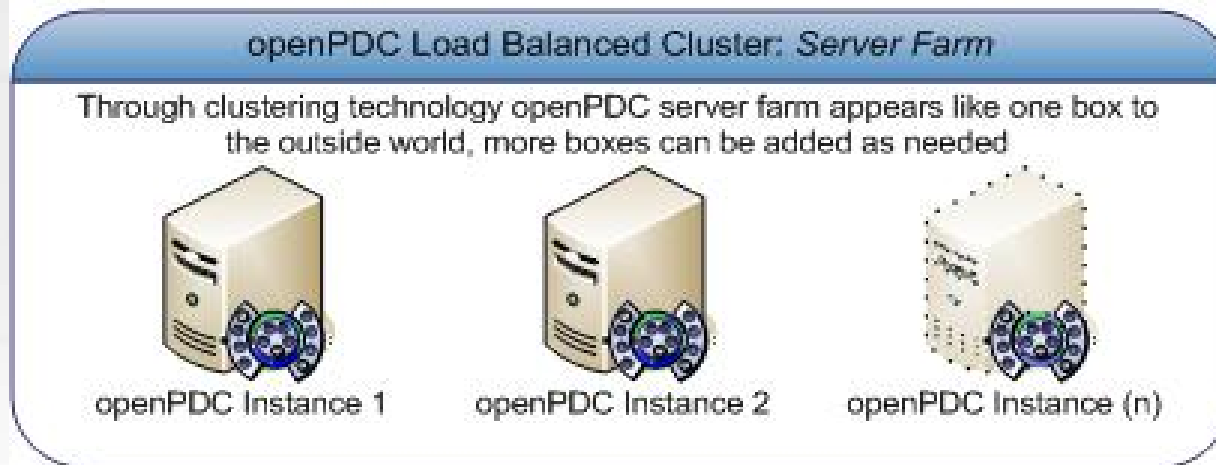 openPDC Load Balanced Cluster: Server Farm
Through clustering technology openPDC server farm appears like one box to
the outside world, more boxes can be added as needed
openPDC Instance 1
openPDC Instance 2
openPDC Instance (n)